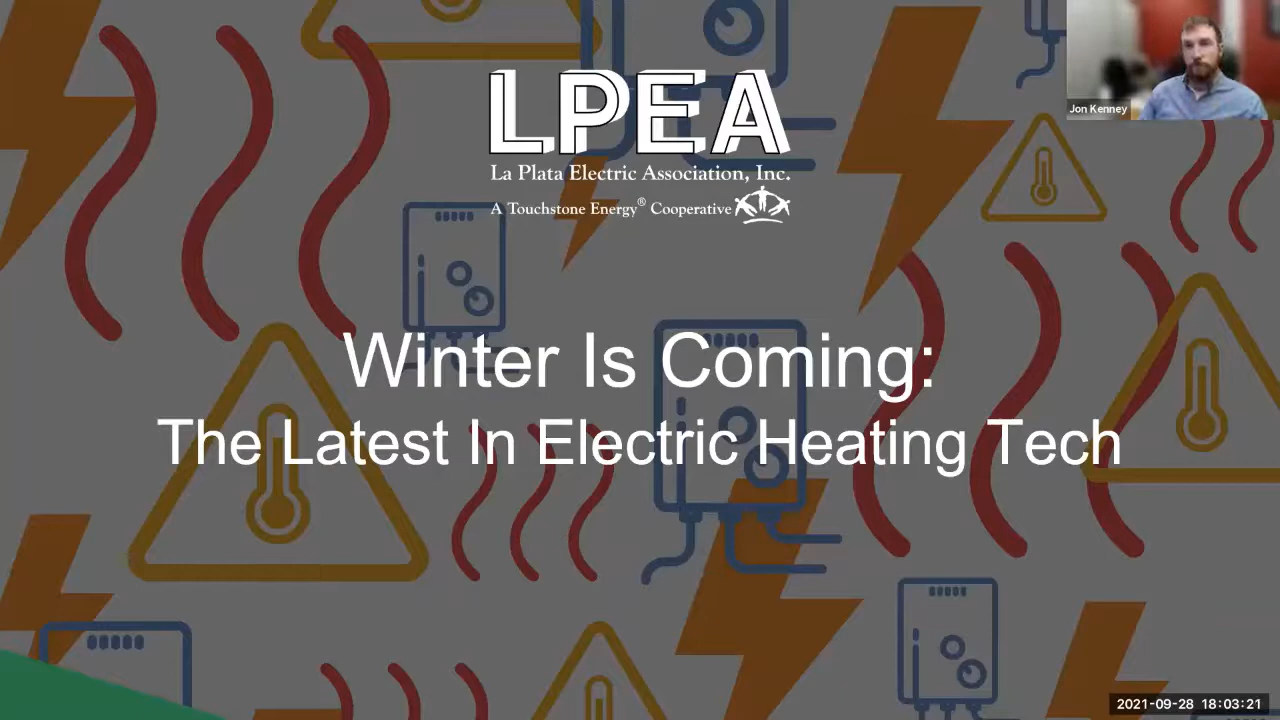 LPEA
La Plata Electric Association, Inc.
A Touchstone Energy® Cooperative
Jon Kenney
Winter Is Coming:
The Latest In Electric Heating Tech
2021-09-28 18:03:21